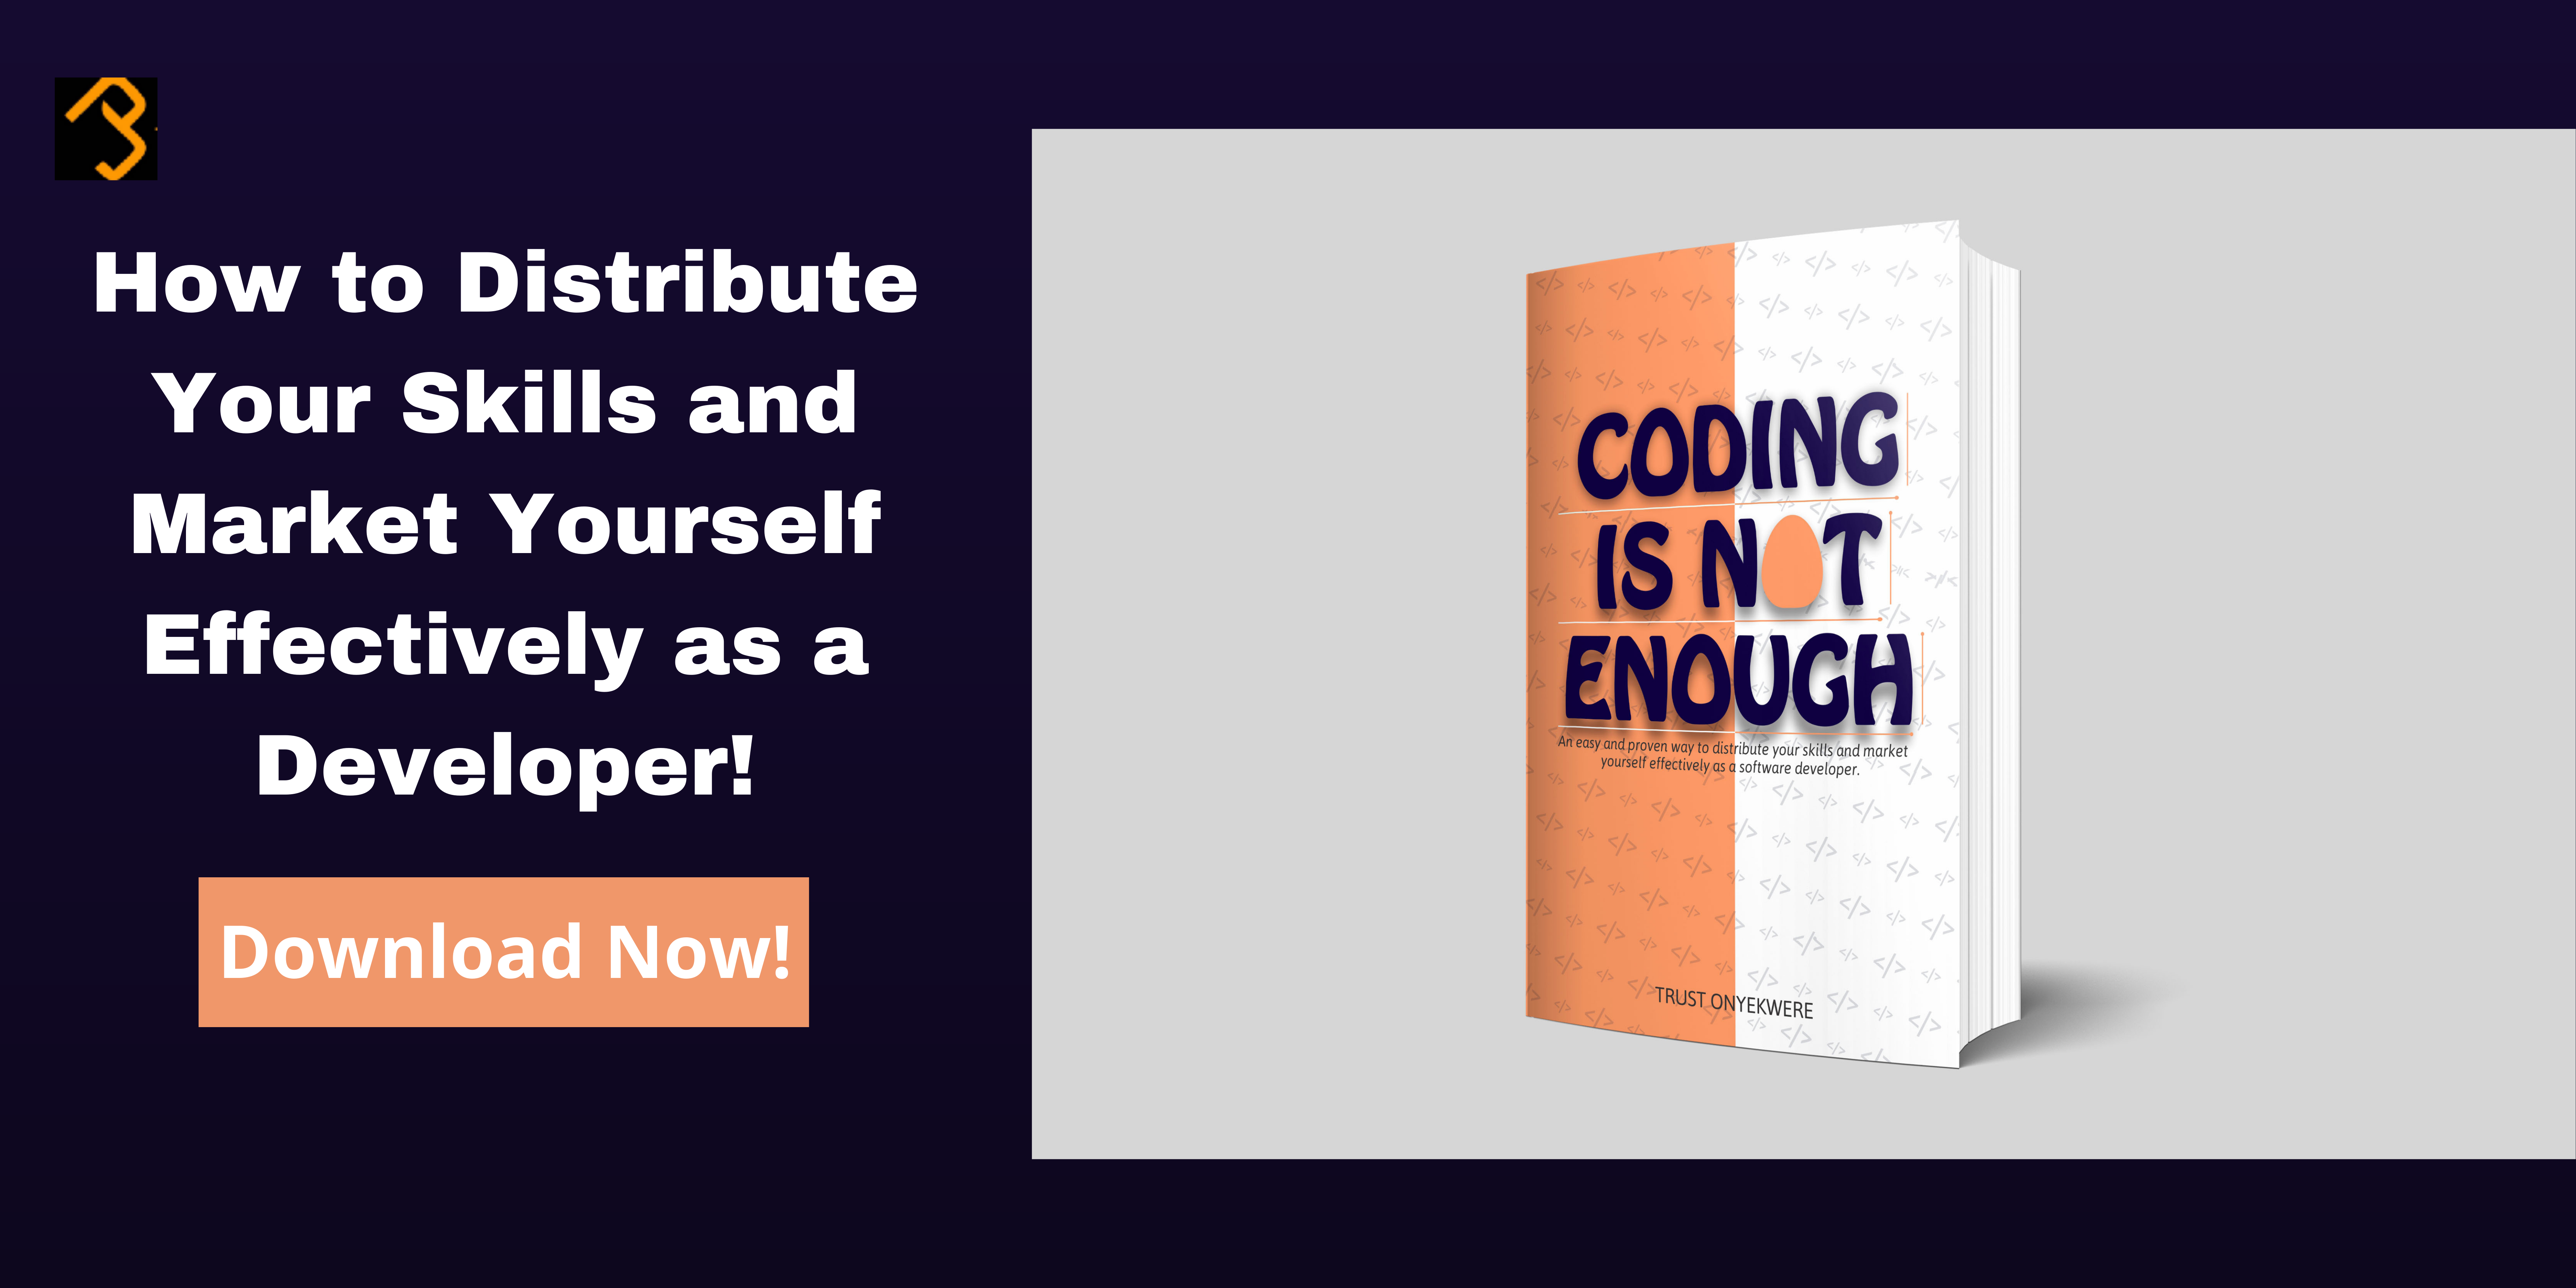 How to Distribute
Your Skills and
Market Yourself
Effectively as a
Developer!
Download Now!
CODING
IS NOT
ENOUGH
An easy and proven way to distribute your skills and market
yourself effectively as a software developer.
TRUST ONYEKWERE